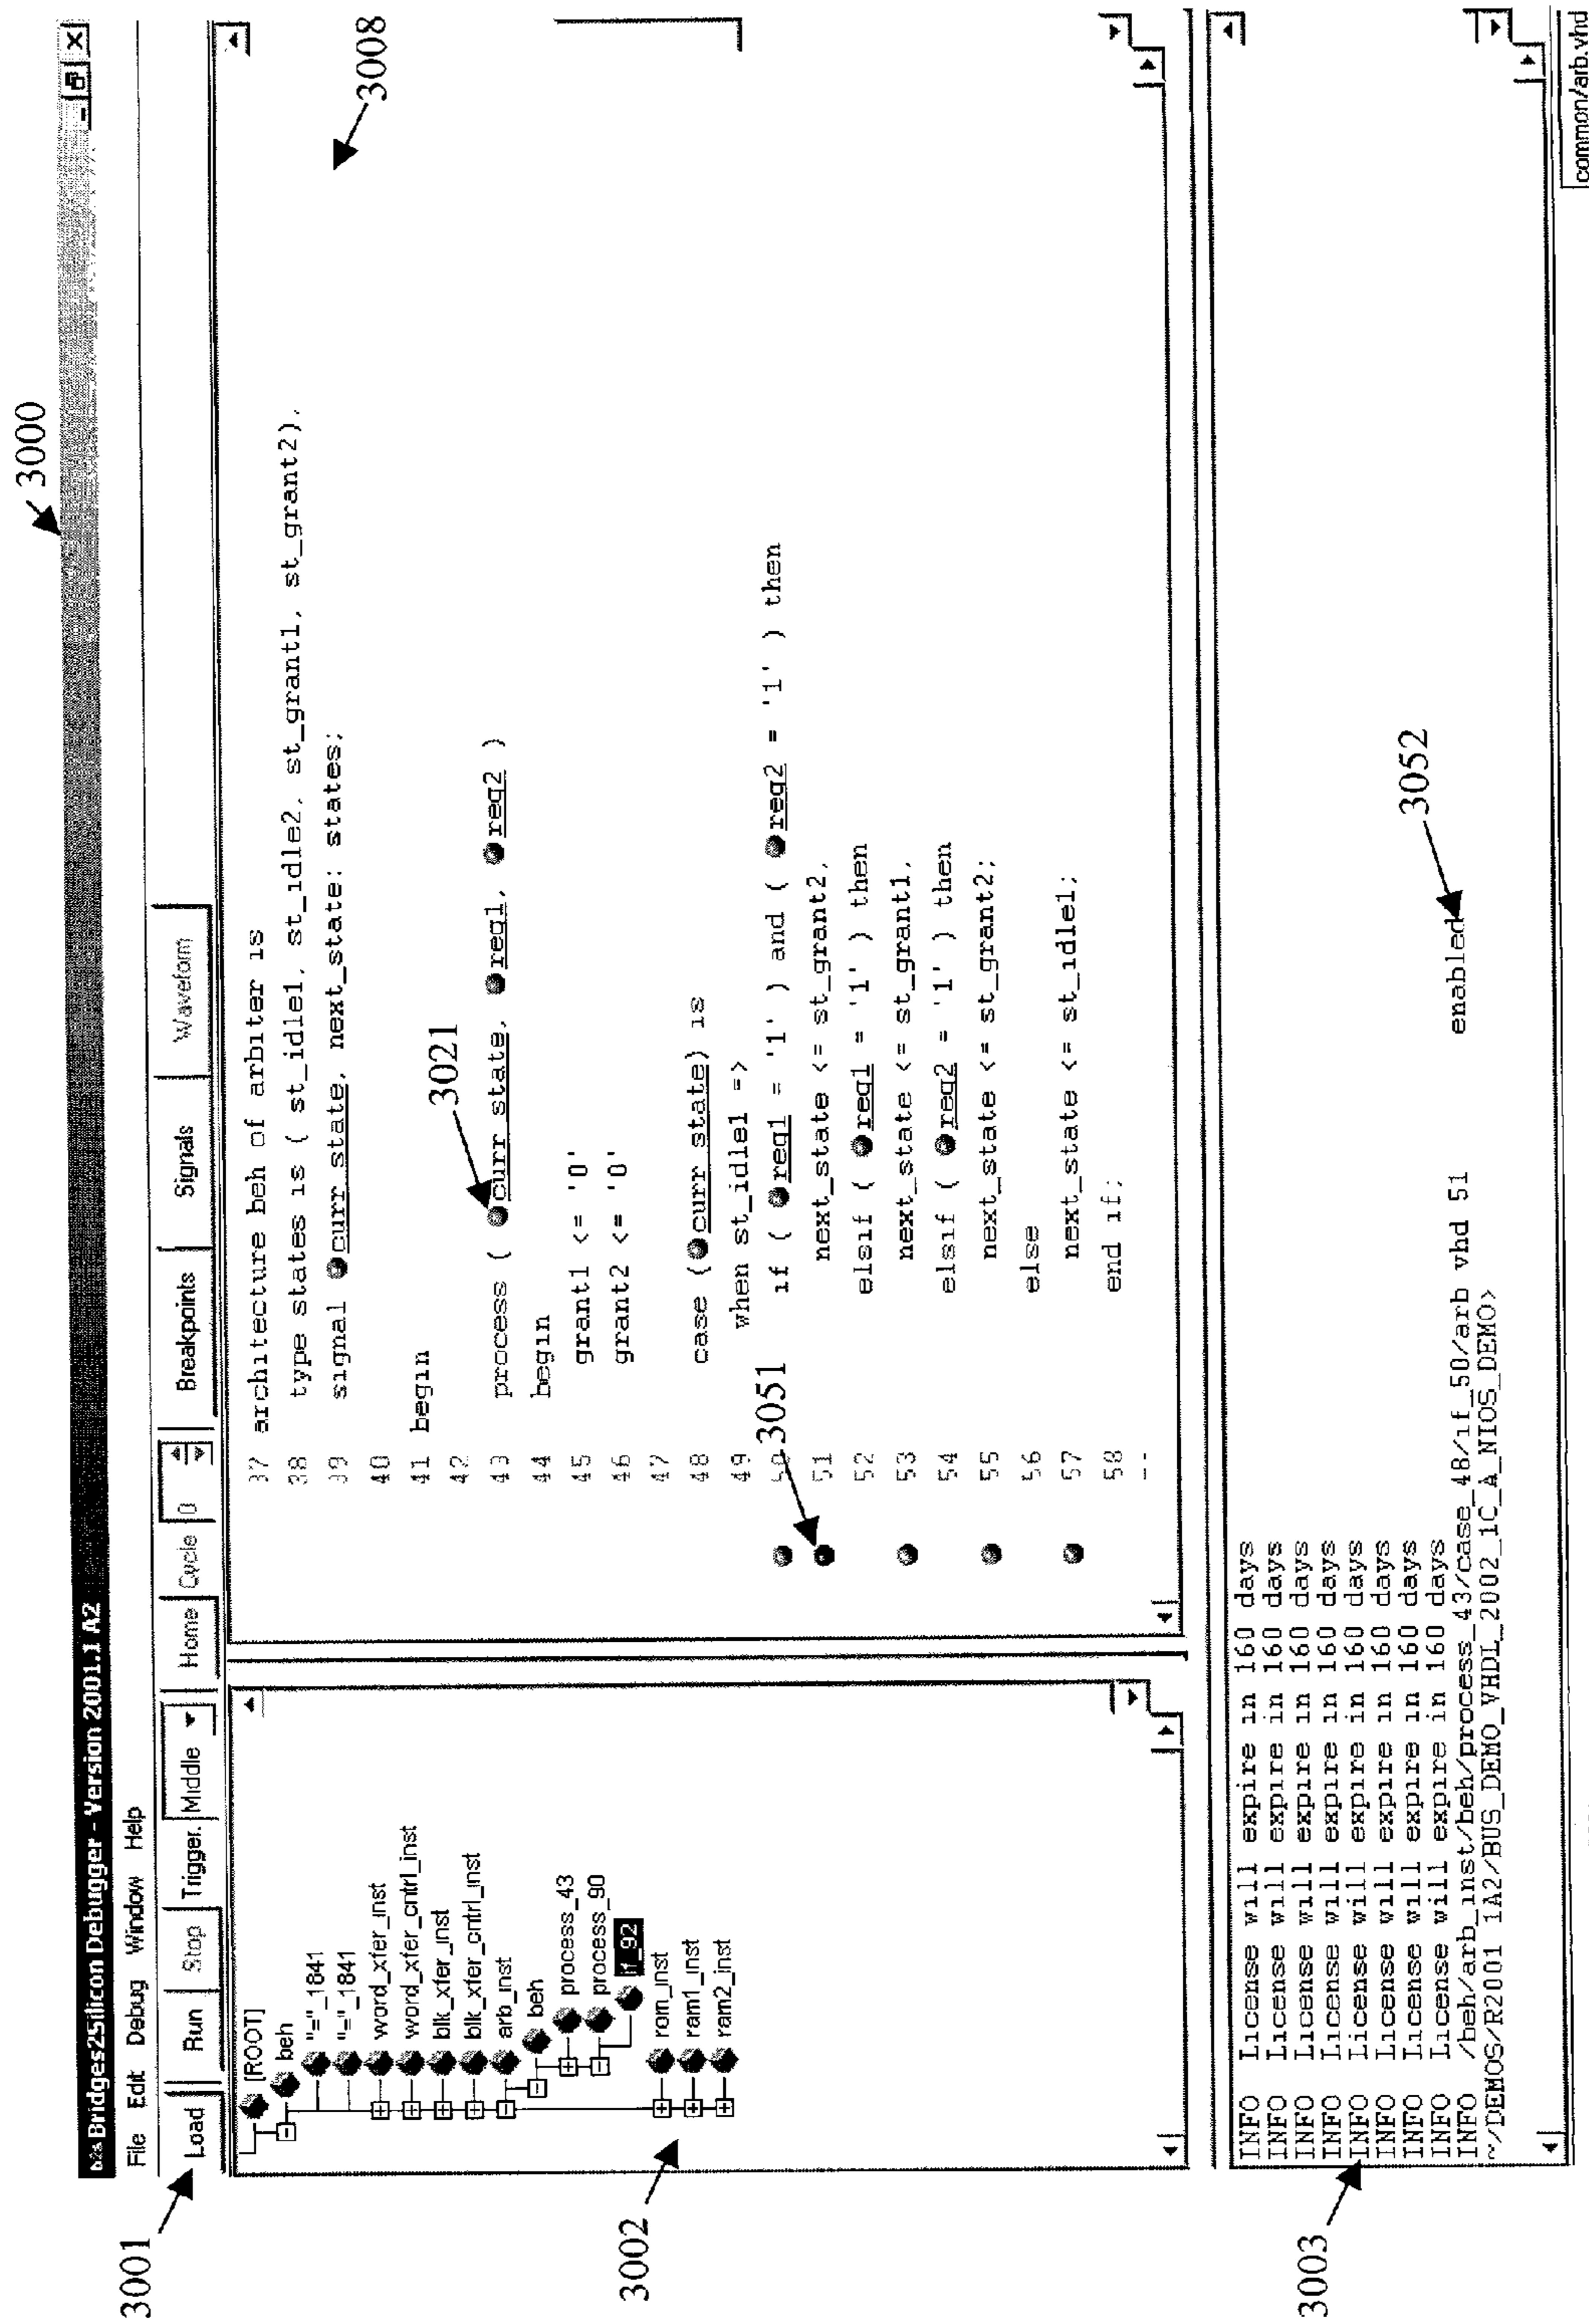 3000
b2s Bridges2Silicon Debugger - Version 2001.1 A2
File Edit Debug Window Help
3001
Load Run Stop Trigger. Middle Home Cycle 0 Breakpoints Signals Waveform
[ROOT]
beh
"="_1841
"="_1841
word_xfer_inst
word_xfer_cntrl_inst
blk_xfer_inst
blk_xfer_cntrl_inst
arb_inst
beh
process_43
process_90
if_92
rom_inst
ram1_inst
ram2_inst
3002
3008
37 architecture beh of arbiter is
38 type states is ( st_idle1, st_idle2, st_grant1, st_grant2),
39 signal curr state, next_state: states;
40
41 begin
3021
42
43 process ( curr state, req1, req2 )
44 begin
45 grant1 <= '0'
46 grant2 <= '0'
47
48 case (curr state) is
49 when st_idle1 =>
3051
50 if ( req1 = '1' ) and ( req2 = '1' ) then
51 next_state <= st_grant2,
52 elsif ( req1 = '1' ) then
53 next_state <= st_grant1,
54 elsif ( req2 = '1' ) then
55 next_state <= st_grant2;
56 else
57 next_state <= st_idle1;
58 end if;
3003
INFO License will expire in 160 days
INFO License will expire in 160 days
INFO License will expire in 160 days
INFO License will expire in 160 days
INFO License will expire in 160 days
INFO License will expire in 160 days
INFO License will expire in 160 days
INFO License will expire in 160 days
INFO /beh/arb_inst/beh/process_43/case_48/if_50/arb vhd 51 enabled
3052
~/DEMOS/R2001 1A2/BUS_DEMO_VHDL_2002_1C_A_NIOS_DEMO>
common/arb.vhd